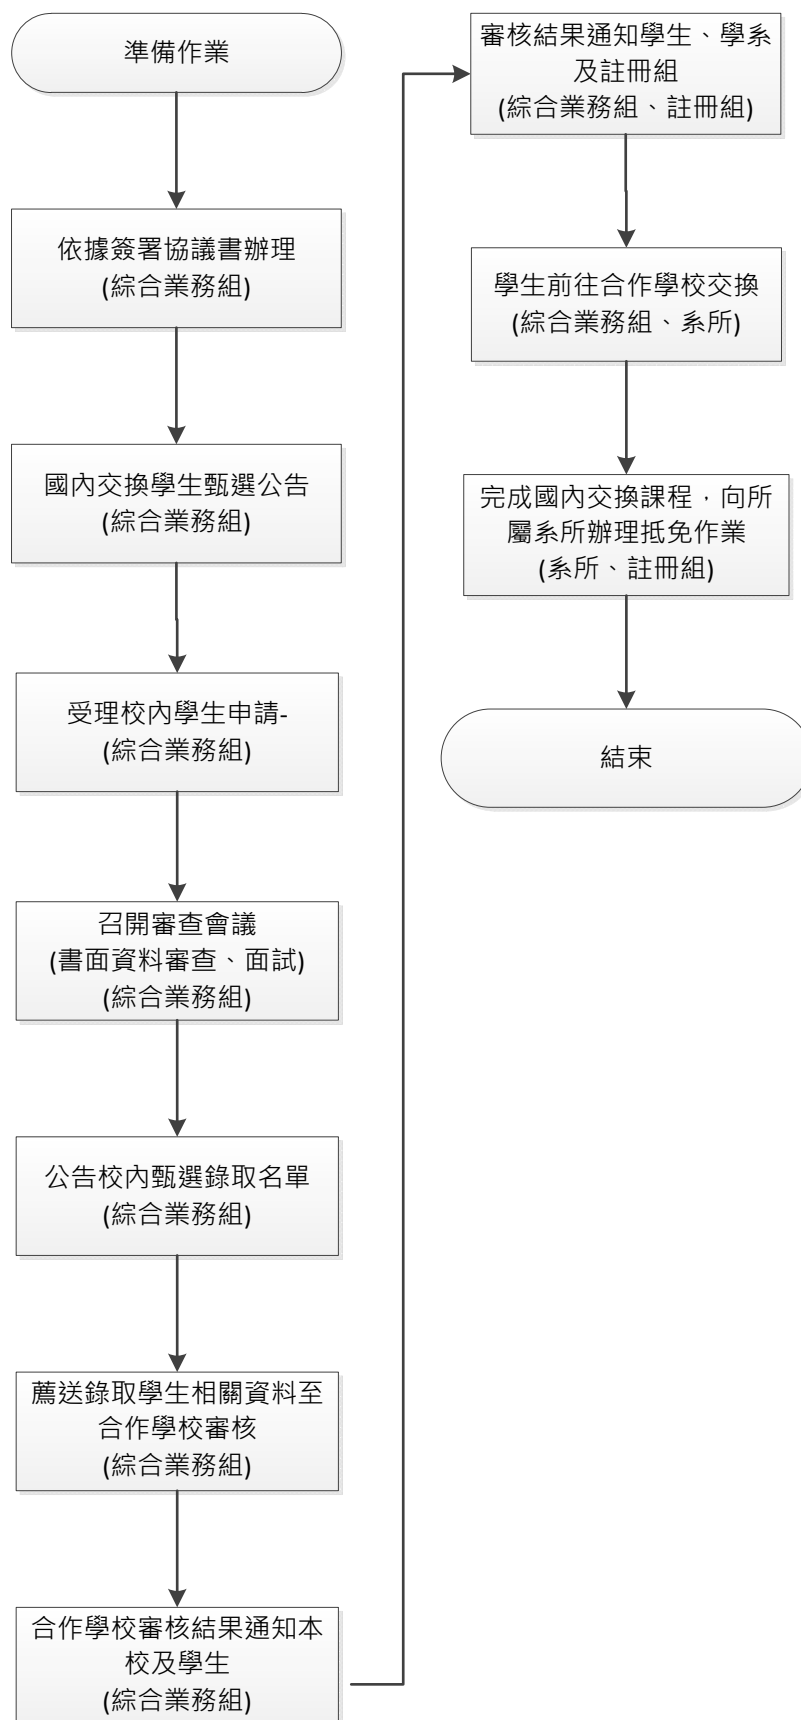 準備作業
依據簽署協議書辦理
(綜合業務組)
國內交換學生甄選公告
(綜合業務組)
受理校內學生申請-
(綜合業務組)
召開審查會議
(書面資料審查、面試)
(綜合業務組)
公告校內甄選錄取名單
(綜合業務組)
薦送錄取學生相關資料至
合作學校審核
(綜合業務組)
合作學校審核結果通知本
校及學生
(綜合業務組)
審核結果通知學生、學系
及註冊組
(綜合業務組、註冊組)
學生前往合作學校交換
(綜合業務組、系所)
完成國內交換課程，向所
屬系所辦理抵免作業
(系所、註冊組)
結束